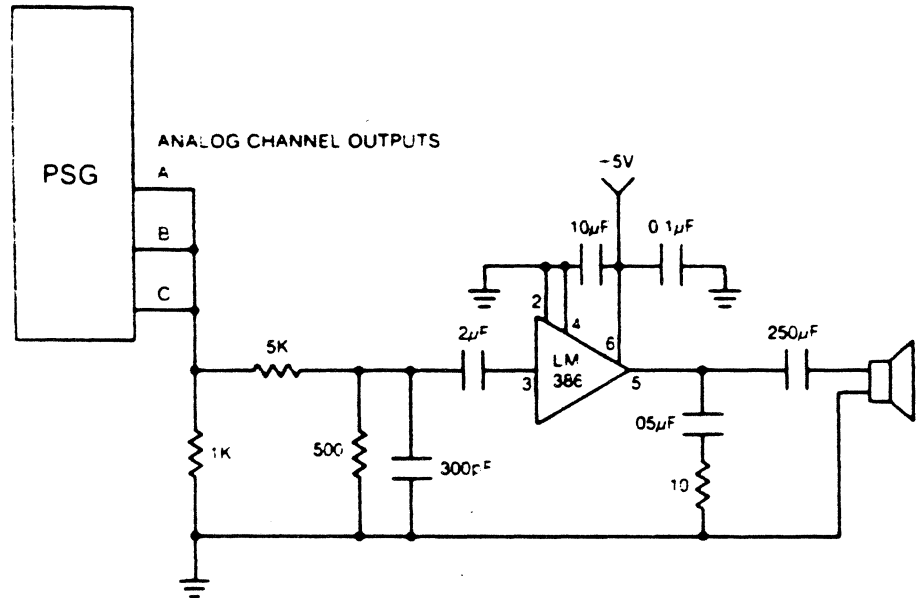 ANALOG CHANNEL OUTPUTS
PSG
A
B
C
-5V
10µF
0 1µF
2
4
6
2µF
3
LM
386
5
250µF
5K
1K
500
300pF
05µF
10